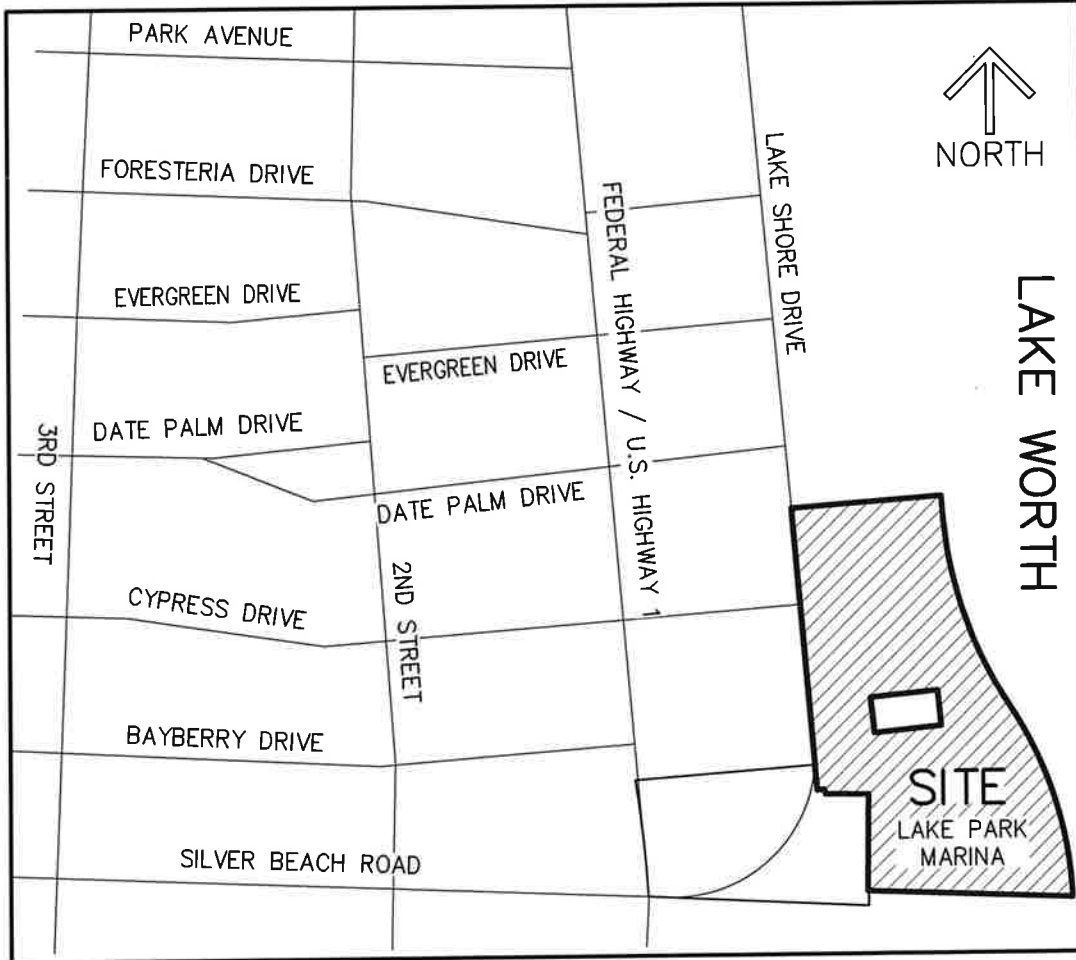 PARK AVENUE
NORTH
FORESTERIA DRIVE
LAKE SHORE DRIVE
FEDERAL HIGHWAY / U.S. HIGHWAY 1
LAKE WORTH
EVERGREEN DRIVE
EVERGREEN DRIVE
DATE PALM DRIVE
3RD STREET
DATE PALM DRIVE
2ND STREET
CYPRESS DRIVE
BAYBERRY DRIVE
SITE
LAKE PARK
MARINA
SILVER BEACH ROAD